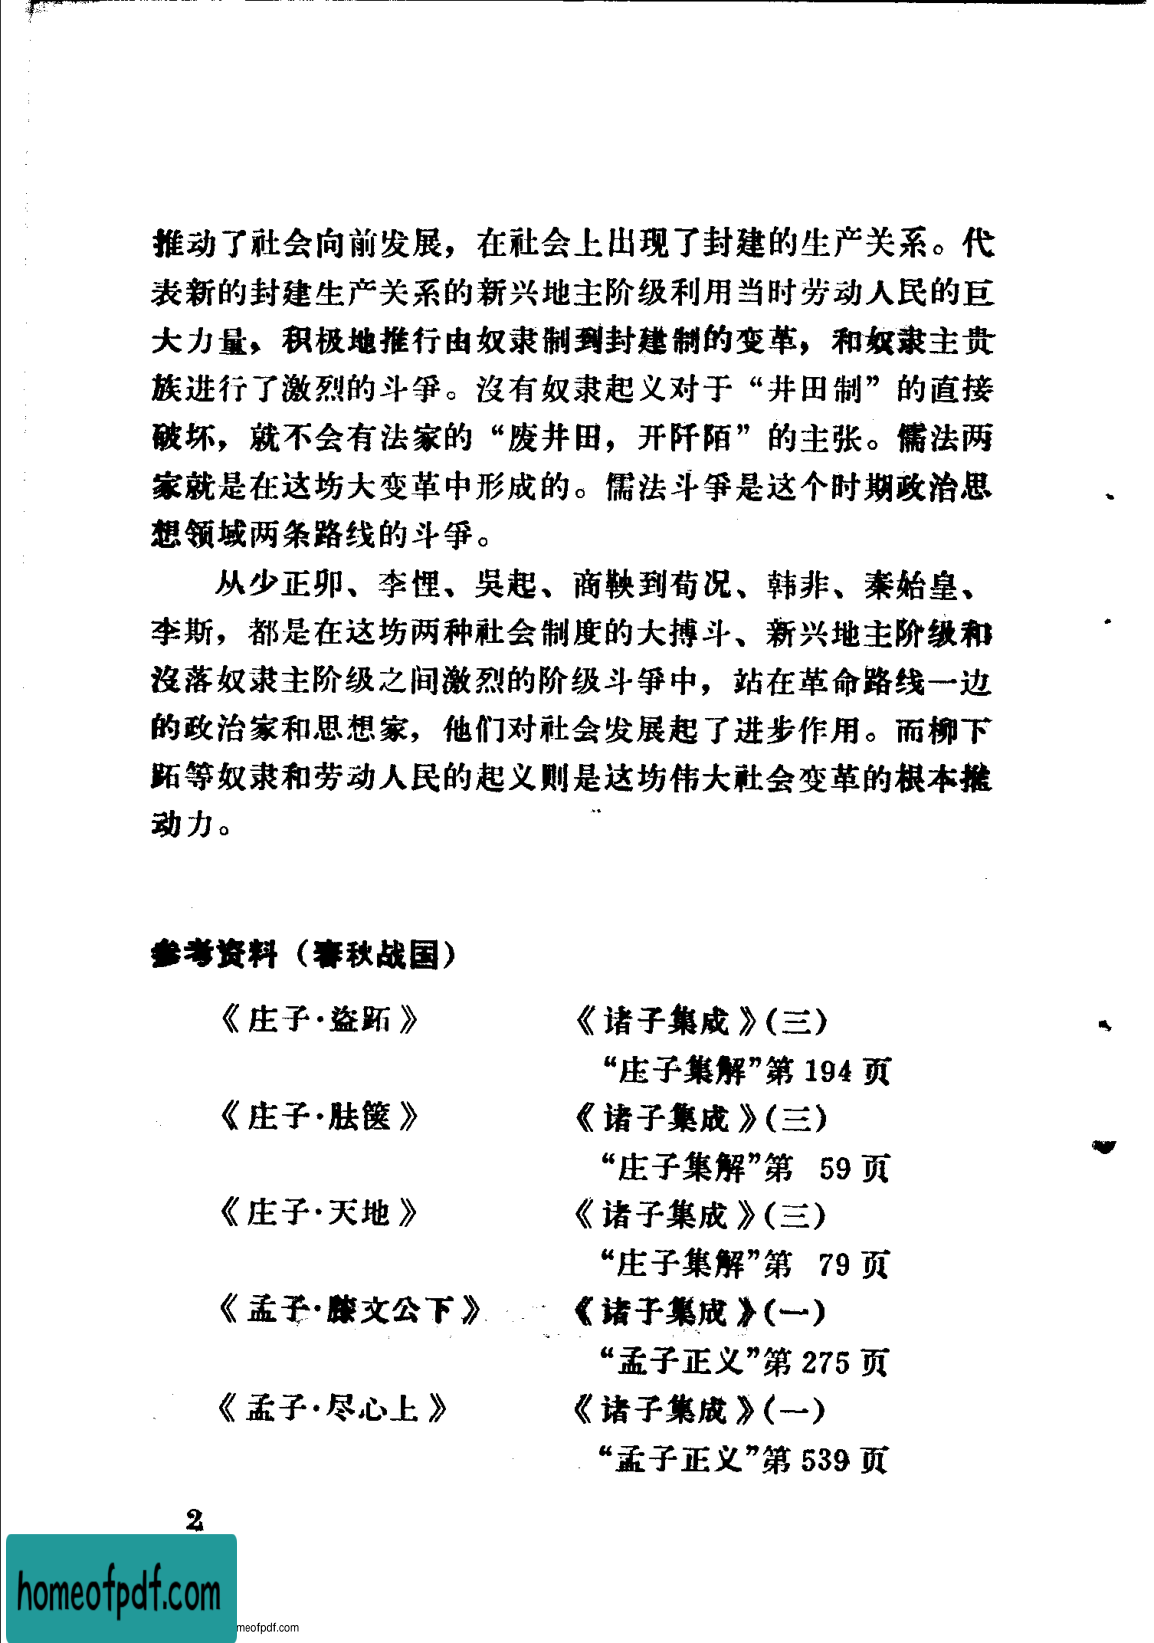 推动了社会向前发展，在社会上出现了封建的生产关系。代
表新的封建生产关系的新兴地主阶级利用当时劳动人民的巨
大力量，积极地推行由奴隶制到封建制的变革，和奴隶主贵
族进行了激烈的斗爭。沒有奴隶起义对于“井田制”的直接
破坏，就不会有法家的“废井田，开阡陌”的主张。儒法两
家就是在这场大变革中形成的。儒法斗爭是这个时期政治思
想领域两条路线的斗爭。
从少正卯、李悝、吳起、商鞅到荀况、韩非、秦始皇、
李斯，都是在这场两种社会制度的大搏斗、新兴地主阶级和
沒落奴隶主阶级之间激烈的阶级斗爭中，站在革命路线一边
的政治家和思想家，他们对社会发展起了进步作用。而柳下
跖等奴隶和劳动人民的起义则是这场伟大社会变革的根本推
动力。
参考资料（春秋战国）
《庄子·盗跖》 《诸子集成》(三)
“庄子集解”第 194 页
《庄子·胠箧》 《诸子集成》(三)
“庄子集解”第 59 页
《庄子·天地》 《诸子集成》(三)
“庄子集解”第 79 页
《孟子·滕文公下》 《诸子集成》(一)
“孟子正义”第 275 页
《孟子·尽心上》 《诸子集成》(一)
“孟子正义”第 539 页
2
homeofpdf.com
meofpdf.com